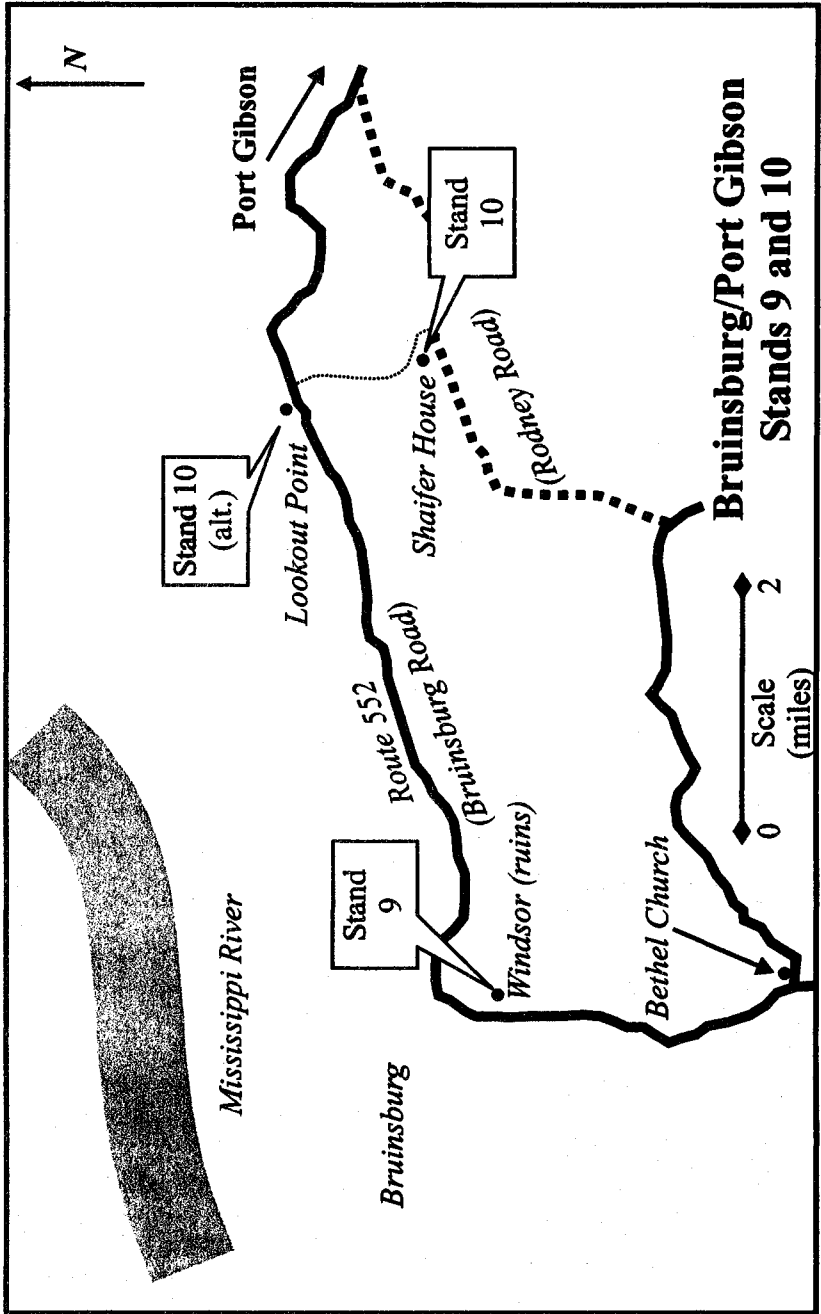 N
Port Gibson
Stand 10
(alt.)
Lookout Point
Stand
10
Shaifer House
(Rodney Road)
Mississippi River
Route 552
(Bruinsburg Road)
Stand
9
Windsor (ruins)
Bruinsburg
Bethel Church
0
2
Scale
(miles)
Bruinsburg/Port Gibson
Stands 9 and 10